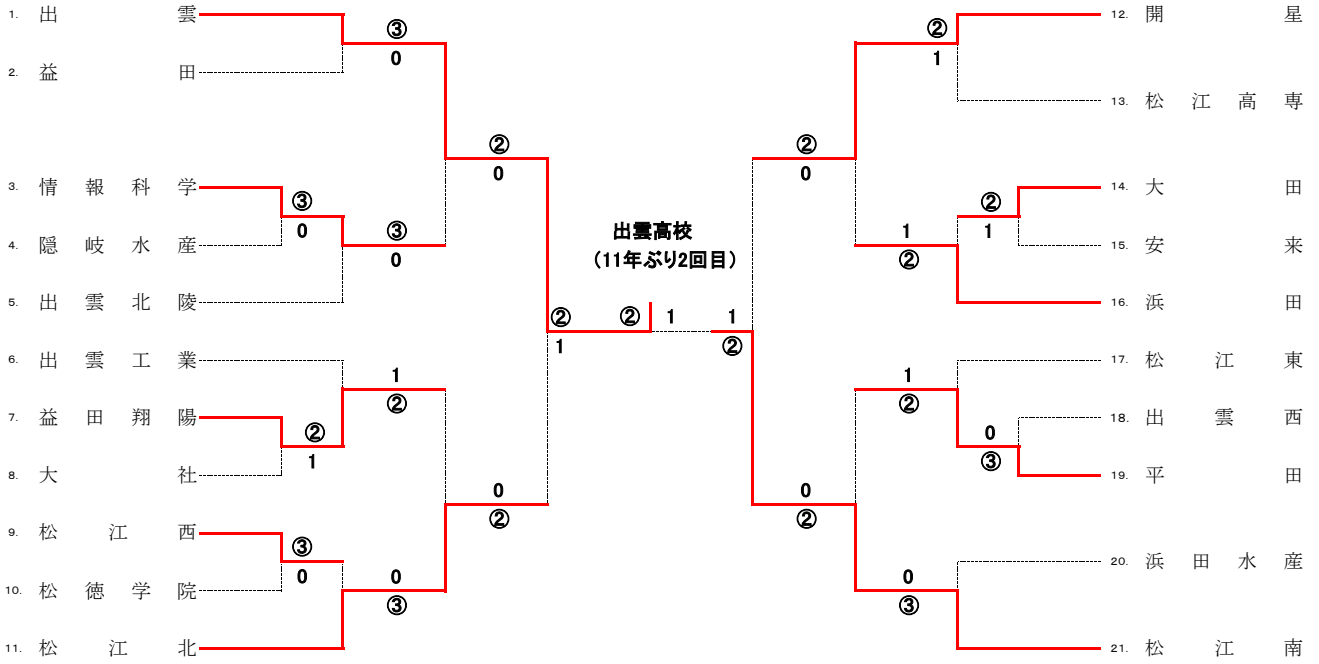 1. 出雲
③
0
2. 益田
②
0
3. 情報科学
③
0
4. 隠岐水産
③
0
5. 出雲北陵
6. 出雲工業
1
②
7. 益田翔陽
②
1
8. 大社
0
②
9. 松江西
③
0
10. 松徳学院
0
③
11. 松江北
出雲高校
(11年ぶり2回目)
② ② 1 1
1 ②
12. 開星
②
1
13. 松江高専
②
0
14. 大田
②
1
15. 安来
1
②
16. 浜田
17. 松江東
1
②
18. 出雲西
0
③
19. 平田
0
②
20. 浜田水産
0
③
21. 松江南